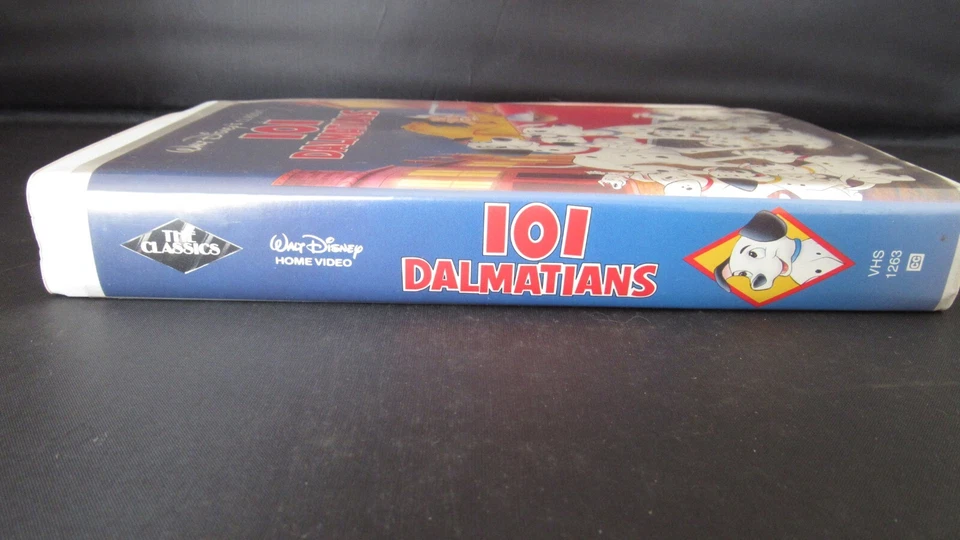 101
DALMATIANS
THE
CLASSICS
WALT DISNEY
HOME VIDEO
101
DALMATIANS
VHS
1263
CC